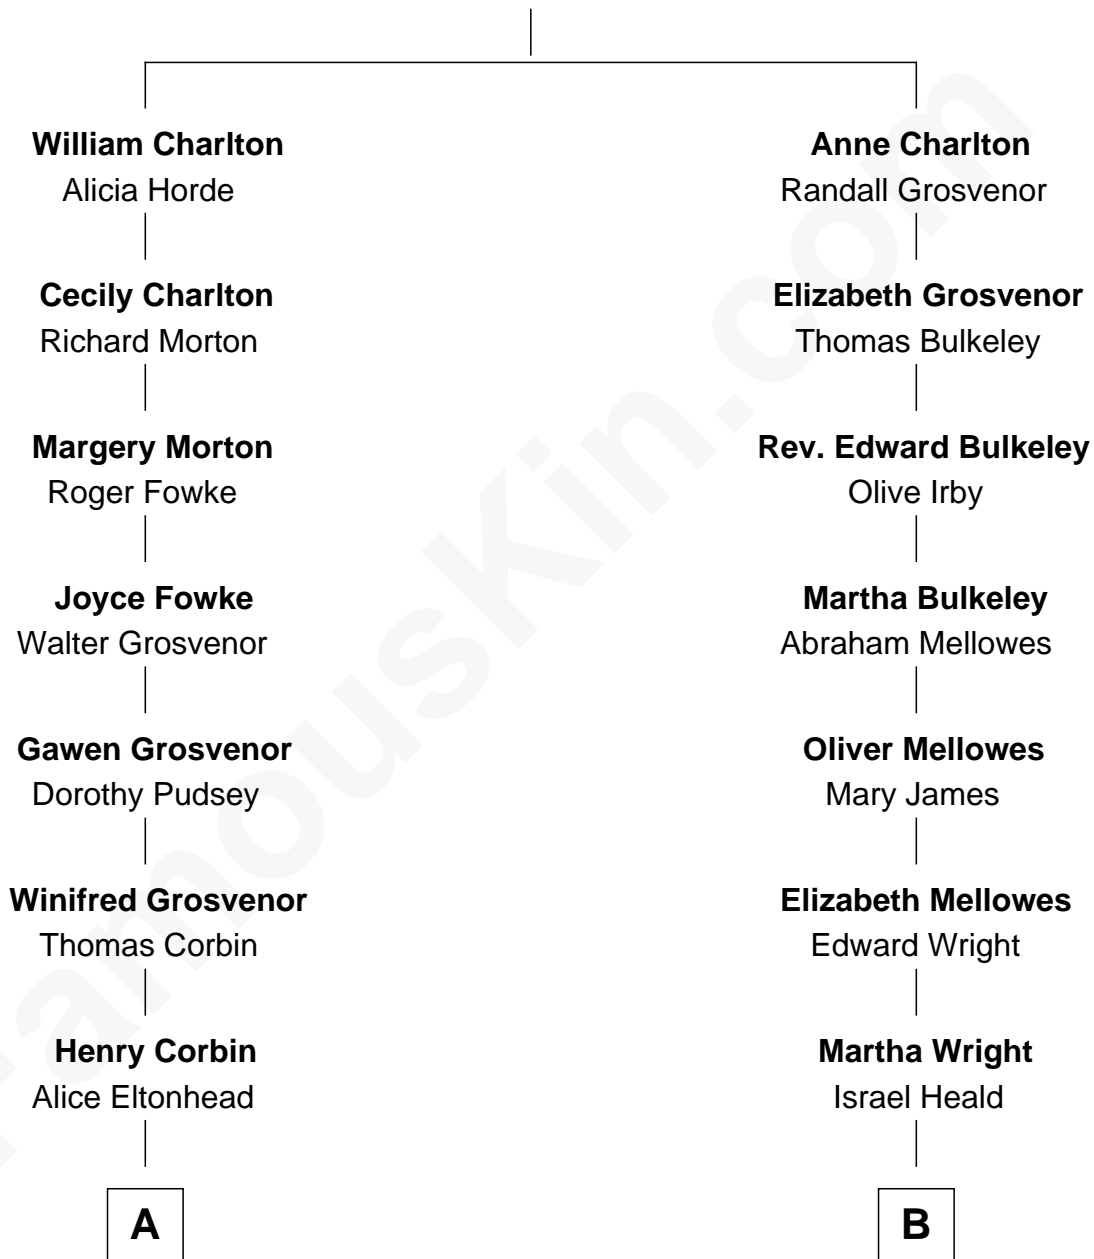 William Charlton
Alicia Horde
Cecily Charlton
Richard Morton
Margery Morton
Roger Fowke
Joyce Fowke
Walter Grosvenor
Gawen Grosvenor
Dorothy Pudsey
Winifred Grosvenor
Thomas Corbin
Henry Corbin
Alice Eltonhead
A
Anne Charlton
Randall Grosvenor
Elizabeth Grosvenor
Thomas Bulkeley
Rev. Edward Bulkeley
Olive Irby
Martha Bulkeley
Abraham Mellowes
Oliver Mellowes
Mary James
Elizabeth Mellowes
Edward Wright
Martha Wright
Israel Heald
B
FamousKin.com